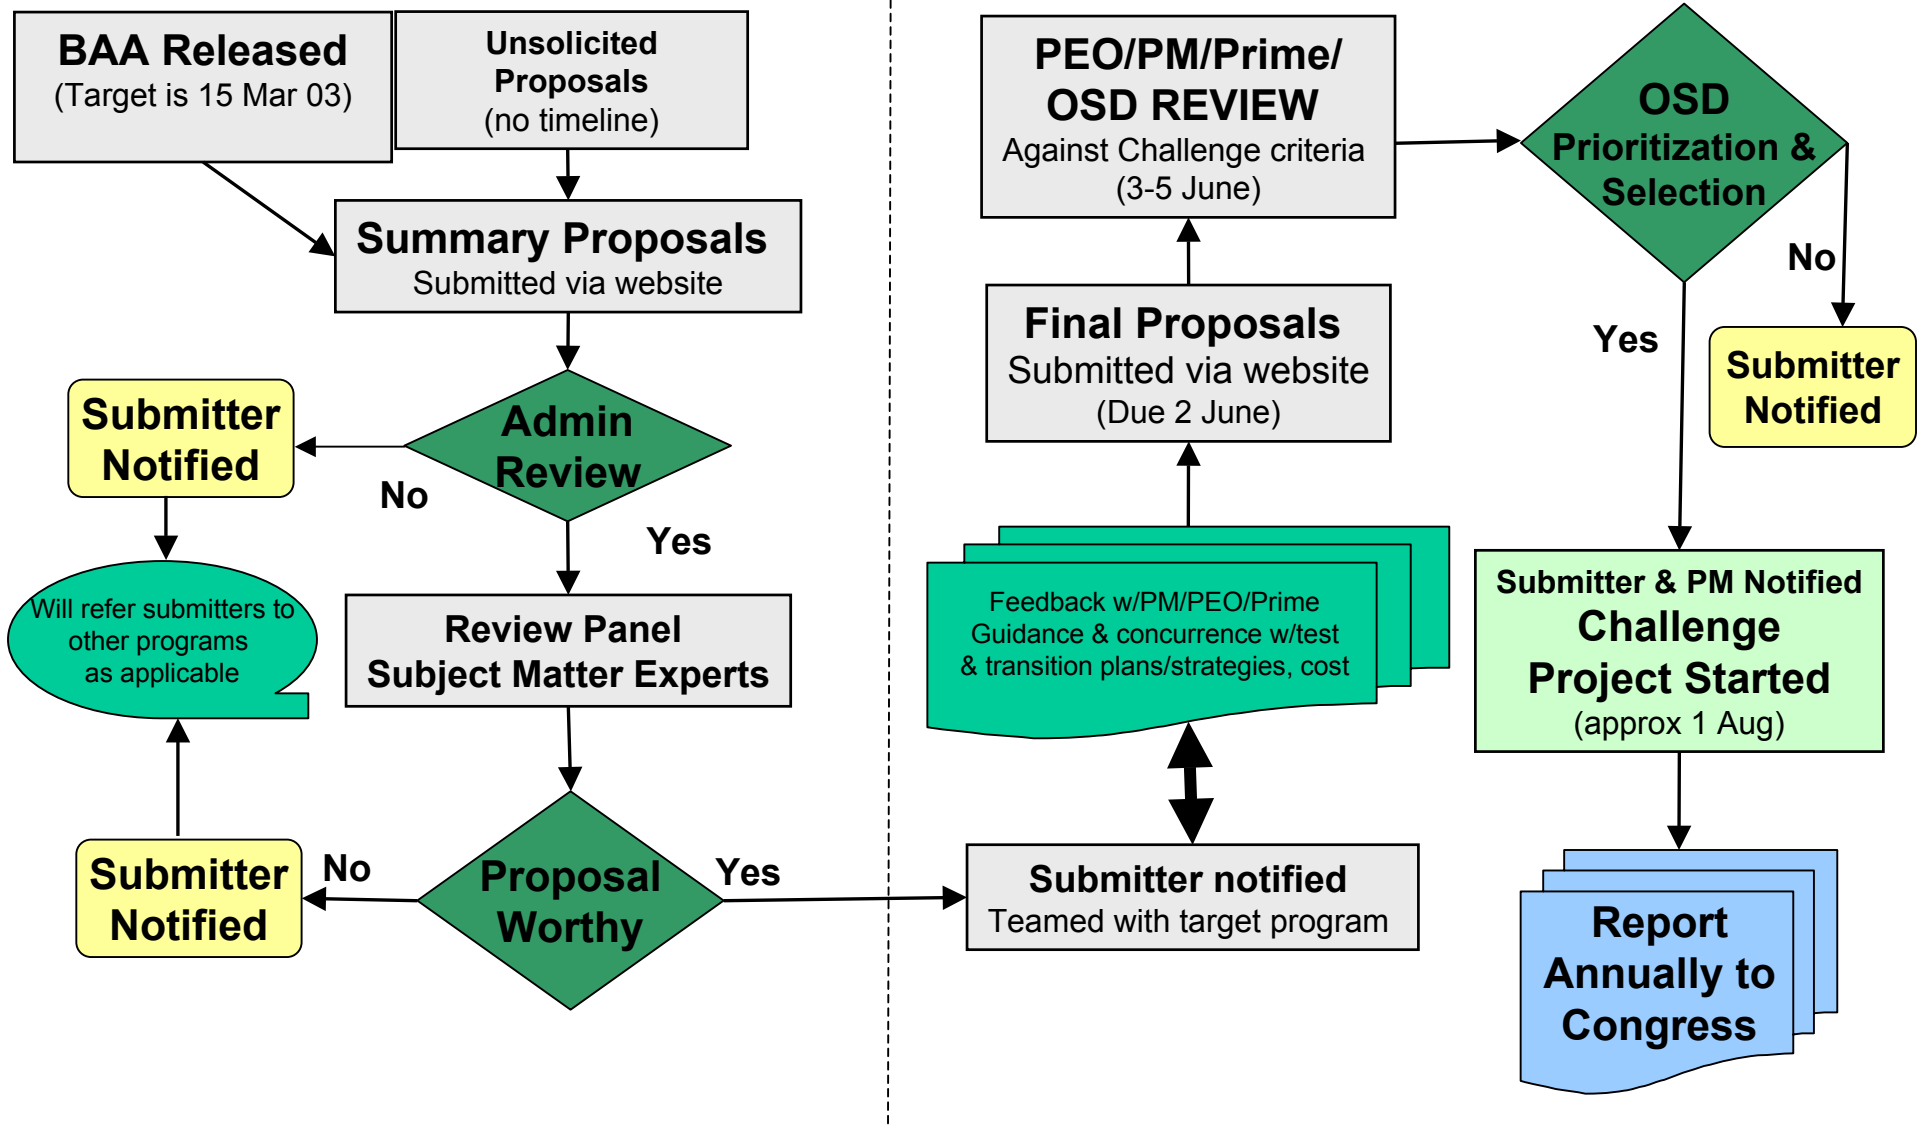 BAA Released
(Target is 15 Mar 03)
Unsolicited
Proposals
(no timeline)
Summary Proposals
Submitted via website
Admin
Review
No
Yes
Submitter
Notified
Will refer submitters to
other programs
as applicable
Review Panel
Subject Matter Experts
Proposal
Worthy
No
Yes
Submitter
Notified
Submitter notified
Teamed with target program
Feedback w/PM/PEO/Prime
Guidance & concurrence w/test
& transition plans/strategies, cost
Final Proposals
Submitted via website
(Due 2 June)
PEO/PM/Prime/
OSD REVIEW
Against Challenge criteria
(3-5 June)
OSD
Prioritization &
Selection
No
Yes
Submitter
Notified
Submitter & PM Notified
Challenge
Project Started
(approx 1 Aug)
Report
Annually to
Congress